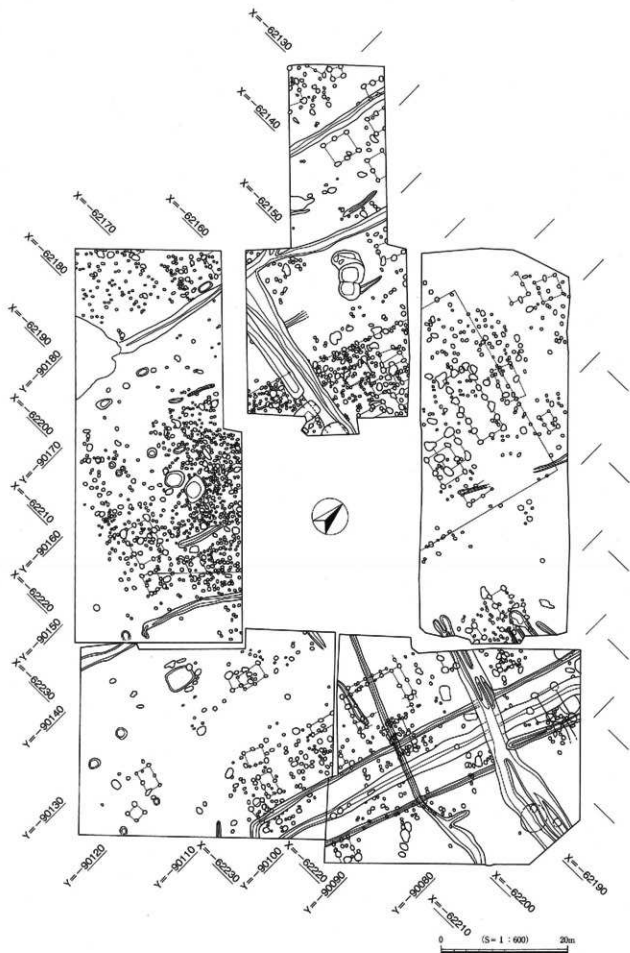 X=-62130
X=-62140
X=-62150
X=-62160
X=-62170
X=-62180
X=-62190
Y=-90180
X=-62200
Y=-90170
X=-62210
Y=-90160
X=-62220
Y=-90150
X=-62230
Y=-90140
Y=-90130
Y=-90120
Y=-90110
X=-62230
Y=-90100
X=-62220
Y=-90090
Y=-90080
X=-62210
X=-62200
X=-62190
0 (S=1:600) 20m